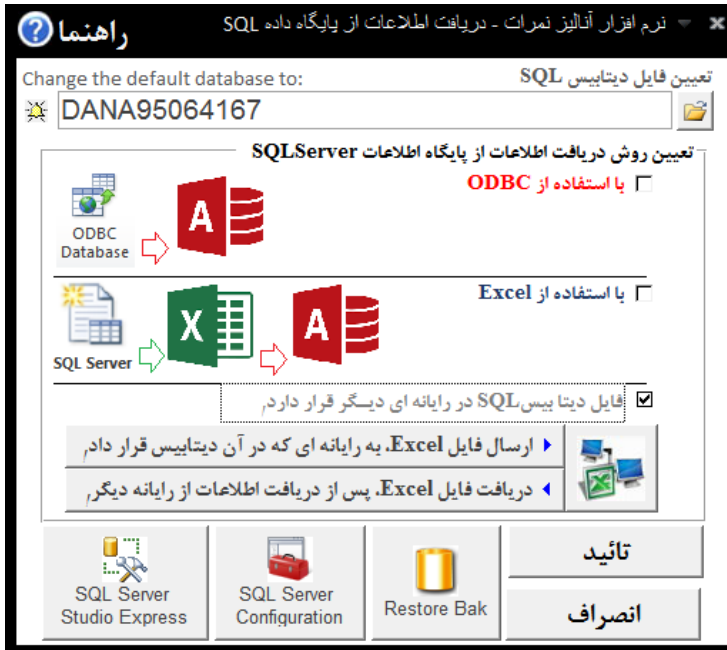 نرم افزار آنالیز نمرات - دریافت اطلاعات از پایگاه داده SQL
راهنما
تعیین فایل دیتابیس SQL
Change the default database to:
DANA95064167
تعیین روش دریافت اطلاعات از پایگاه اطلاعات SQLServer
با استفاده از ODBC
ODBC
Database
A
با استفاده از Excel
SQL Server
X
A
فایل دیتا بیسSQL در رایانه ای دیــگر قرار دارد,
ارسال فایل Excel، به رایانه ای که در آن دیتابیس قرار داد,
دریافت فایل Excel، پس از دریافت اطلاعات از رایانه دیگر,
SQL Server
Studio Express
SQL Server
Configuration
Restore Bak
تائید
انصراف